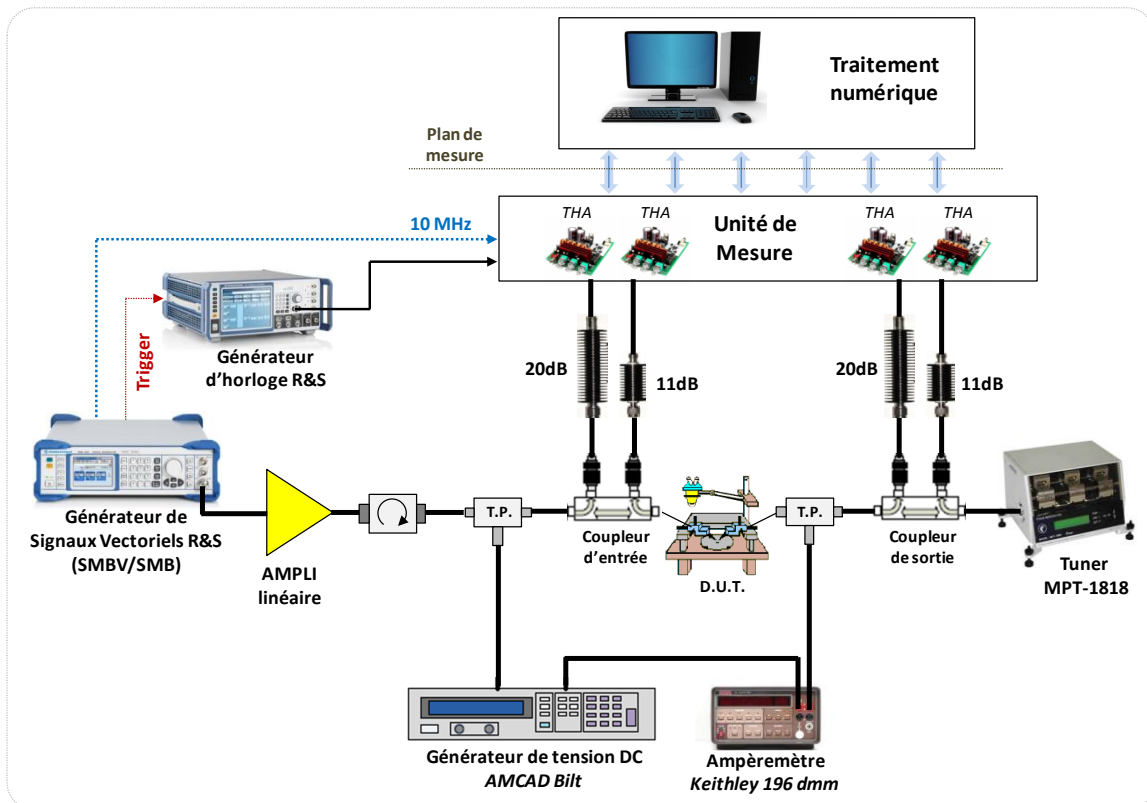 Traitement
numérique
Plan de
mesure
THA
THA
Unité de
Mesure
THA
THA
10 MHz
Trigger
Générateur
d'horloge R&S
20dB
11dB
20dB
11dB
Générateur de
Signaux Vectoriels R&S
(SMBV/SMB)
AMPLI
linéaire
T.P.
Coupleur
d'entrée
D.U.T.
T.P.
Coupleur
de sortie
Tuner
MPT-1818
Générateur de tension DC
AMCAD Bilt
Ampèremètre
Keithley 196 dmm